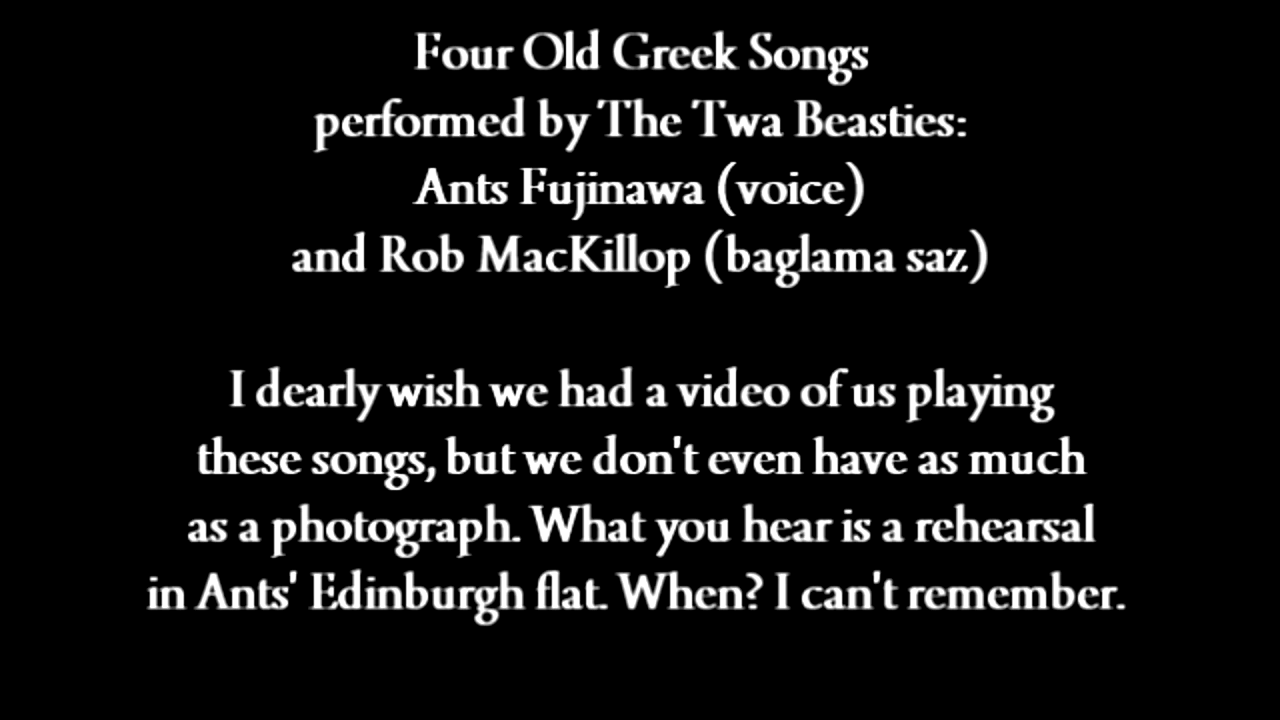 Four Old Greek Songs
performed by The Twa Beasties:
Ants Fujinawa (voice)
and Rob MacKillop (baglama saz)
I dearly wish we had a video of us playing
these songs, but we don't even have as much
as a photograph. What you hear is a rehearsal
in Ants' Edinburgh flat. When? I can't remember.